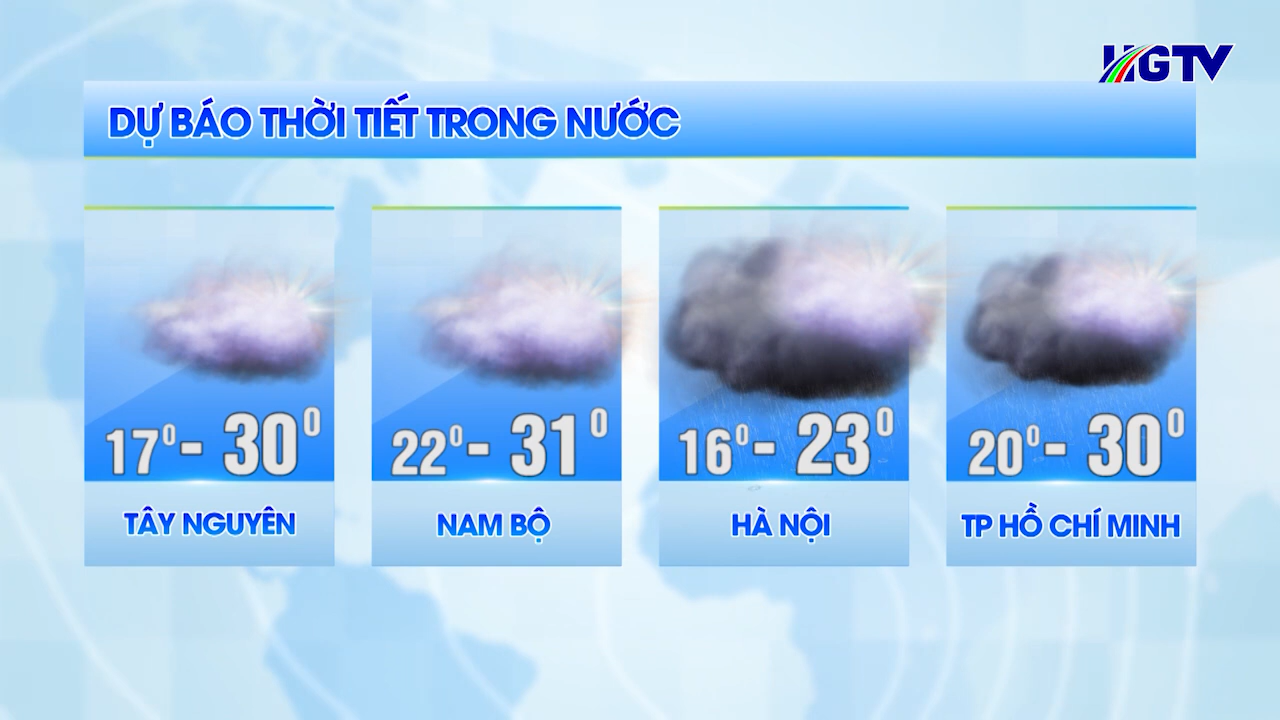 HGTV
DỰ BÁO THỜI TIẾT TRONG NƯỚC
17⁰- 30⁰
TÂY NGUYÊN
22⁰- 31⁰
NAM BỘ
16⁰- 23⁰
HÀ NỘI
20⁰- 30⁰
TP HỒ CHÍ MINH